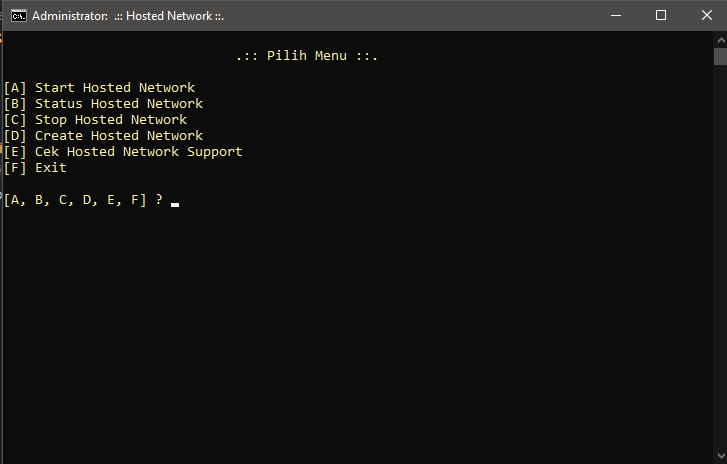 Administrator: .:: Hosted Network ::.
.:: Pilih Menu ::.
[A] Start Hosted Network
[B] Status Hosted Network
[C] Stop Hosted Network
[D] Create Hosted Network
[E] Cek Hosted Network Support
[F] Exit
[A, B, C, D, E, F] ?